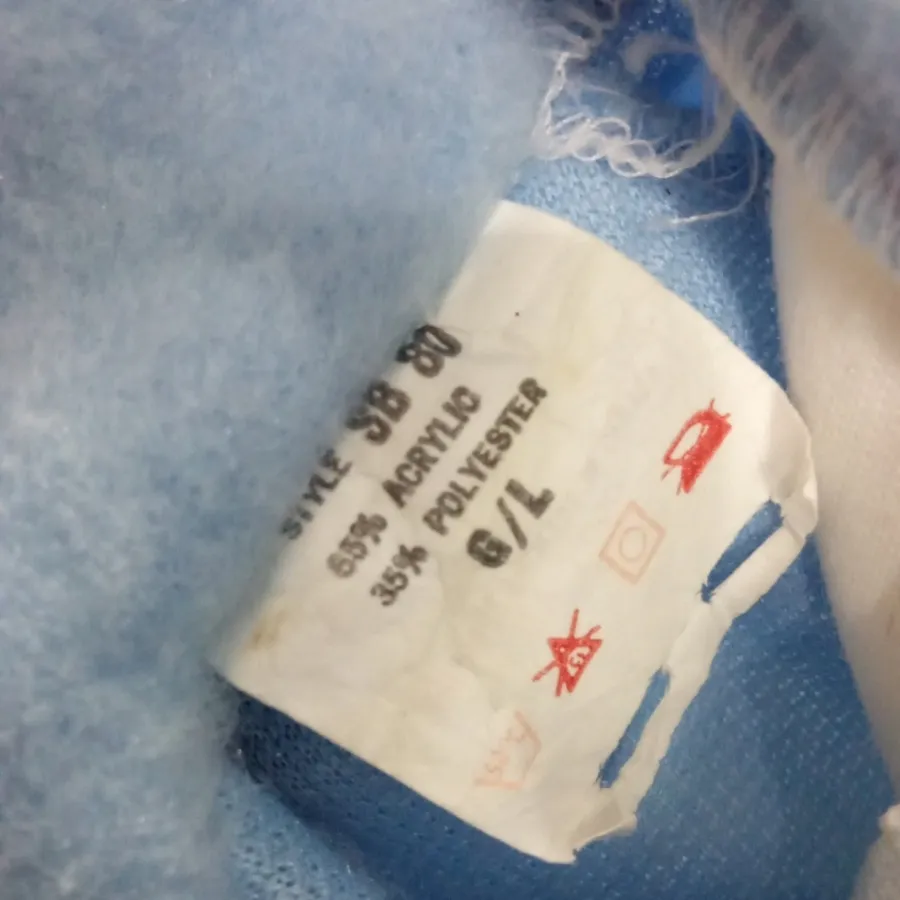 STYLE SB 80
65% ACRYLIC
35% POLYESTER
G/L